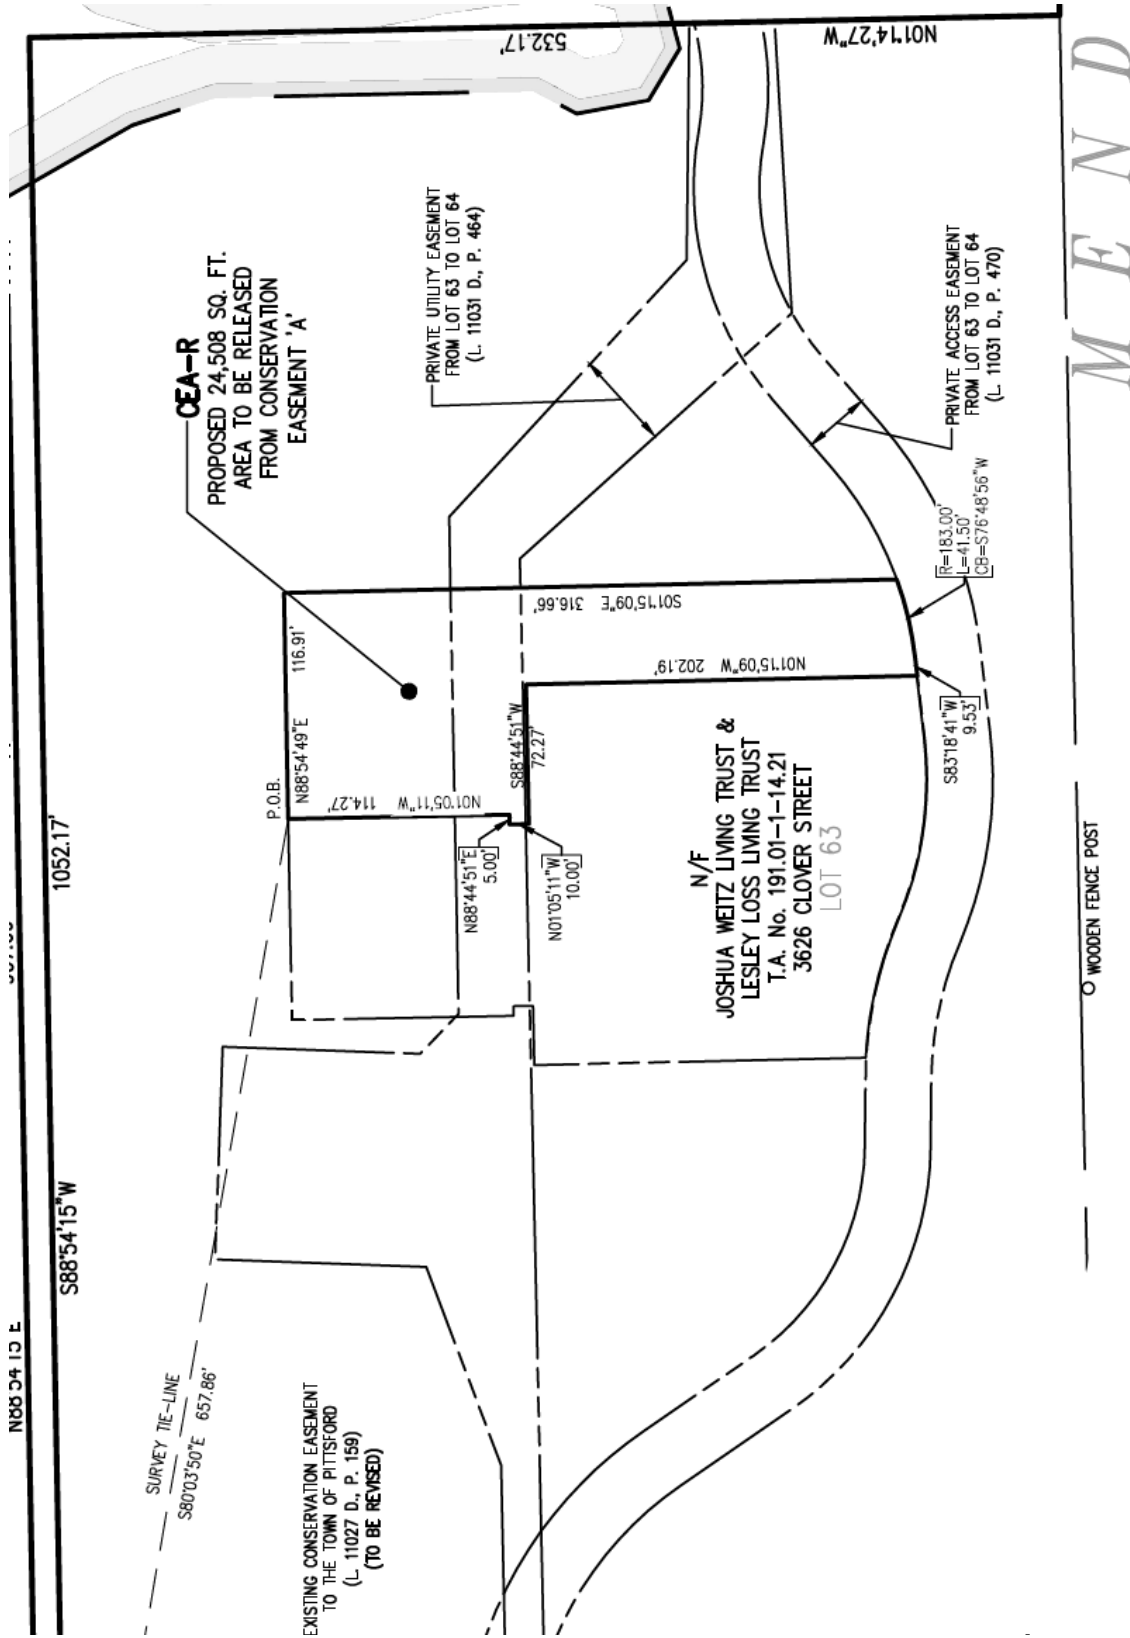 532.17'
N01°14'27"W
M E N D
CEA-R
PROPOSED 24,508 SQ. FT.
AREA TO BE RELEASED
FROM CONSERVATION
EASEMENT 'A'
PRIVATE UTILITY EASEMENT
FROM LOT 63 TO LOT 64
(L. 11031 D., P. 464)
PRIVATE ACCESS EASEMENT
FROM LOT 63 TO LOT 64
(L. 11031 D., P. 470)
R=183.00'
L=41.50'
CB=S76°48'56"W
S01°15'09"E 316.66'
N01°15'09"W 202.19'
116.91'
N88°54'49"E
P.O.B.
N01°05'11"W 114.27'
S88°44'51"W
72.27'
N88°44'51"E
5.00'
N01°05'11"W
10.00'
S83°18'41"W
9.53'
N/F
JOSHUA WEITZ LIVING TRUST &
LESLEY LOSS LIVING TRUST
T.A. No. 191.01-1-14.21
3626 CLOVER STREET
LOT 63
WOODEN FENCE POST
1052.17'
S88°54'15"W
N88°54'15"E
SURVEY TIE-LINE
S80°03'50"E 657.86'
EXISTING CONSERVATION EASEMENT
TO THE TOWN OF PITTSFORD
(L. 11027 D., P. 159)
(TO BE REVISED)